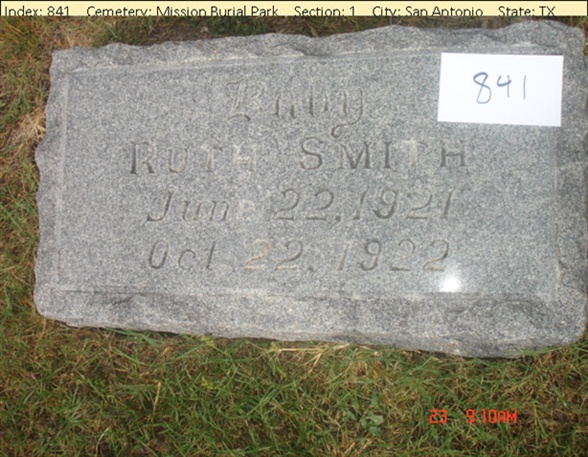 Index: 841 Cemetery: Mission Burial Park Section: 1 City: San Antonio State: TX
841
Baby
RUTH SMITH
June 22, 1921
Oct 22, 1922
23 9:10AM